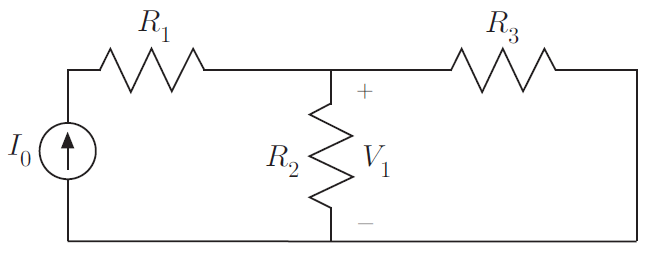 R₁
R₃
+
I₀
R₂
V₁
−